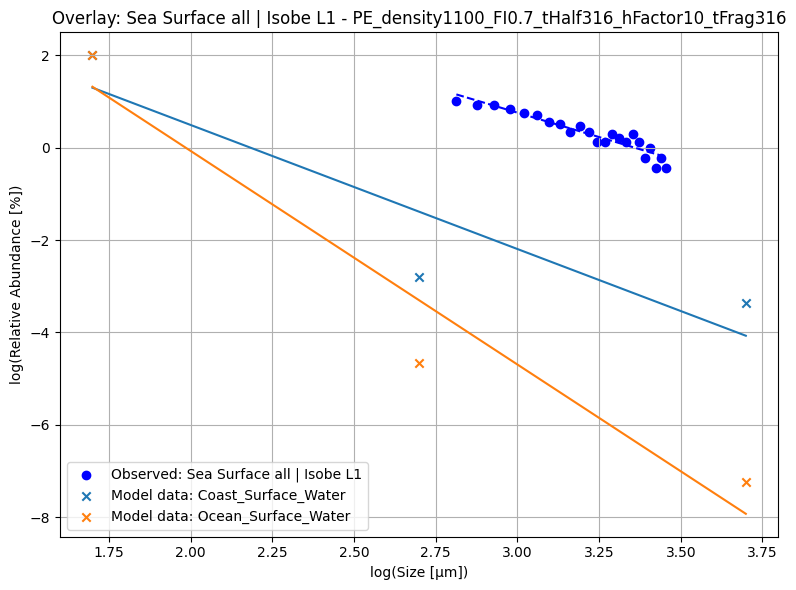 Overlay: Sea Surface all | Isobe L1 - PE_density1100_FI0.7_tHalf316_hFactor10_tFrag316
log(Relative Abundance [%])
2
0
−2
−4
−6
−8
Observed: Sea Surface all | Isobe L1
Model data: Coast_Surface_Water
Model data: Ocean_Surface_Water
1.75 2.00 2.25 2.50 2.75 3.00 3.25 3.50 3.75
log(Size [μm])